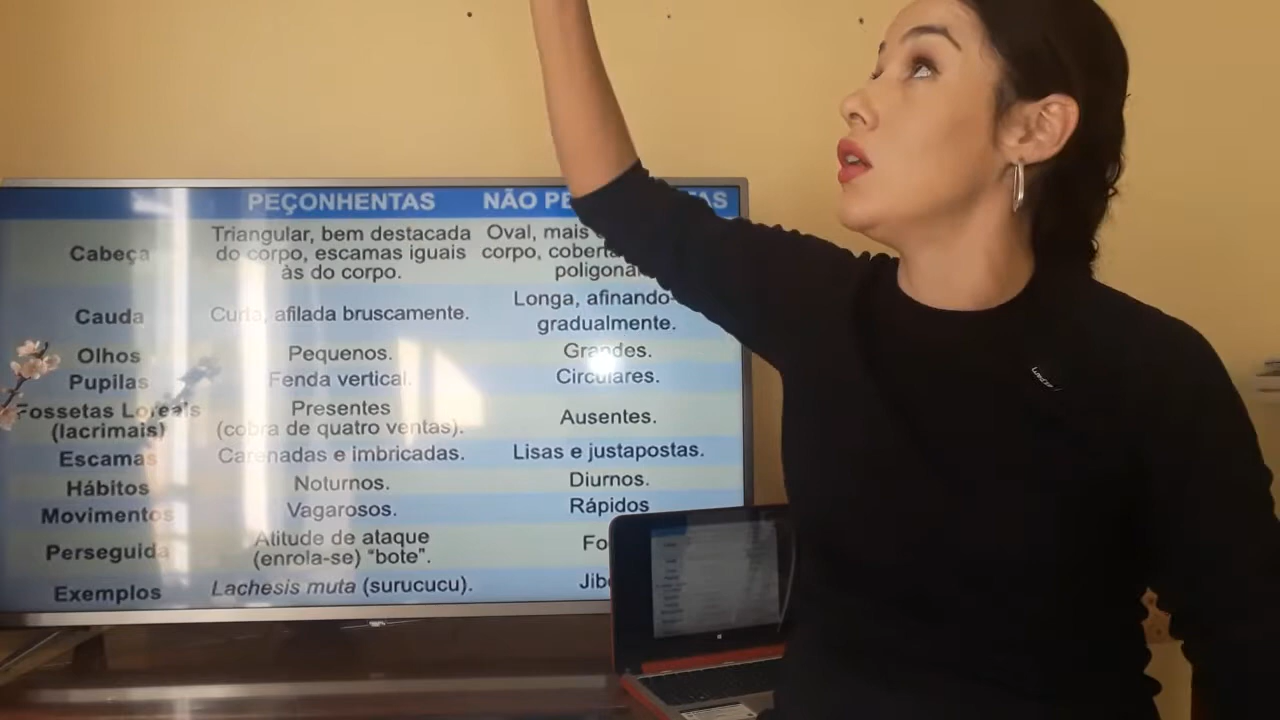 PEÇONHENTAS NÃO
Cabeça Triangular, bem destacada Oval, mais
do corpo, escamas iguais corpo,
às do corpo.
Cauda Curta, afilada bruscamente. Longa, afinando-
gradualmente.
Olhos Pequenos. Grandes.
Pupilas Fenda vertical. Circulares.
Fossetas Loreais Presentes Ausentes.
(lacrimais) (cobra de quatro ventas).
Escamas Carenadas e imbricadas. Lisas e justapostas.
Hábitos Noturnos. Diurnos.
Movimentos Vagarosos. Rápidos
Perseguida Atitude de ataque
(enrola-se) "bote".
Exemplos Lachesis muta (surucucu).